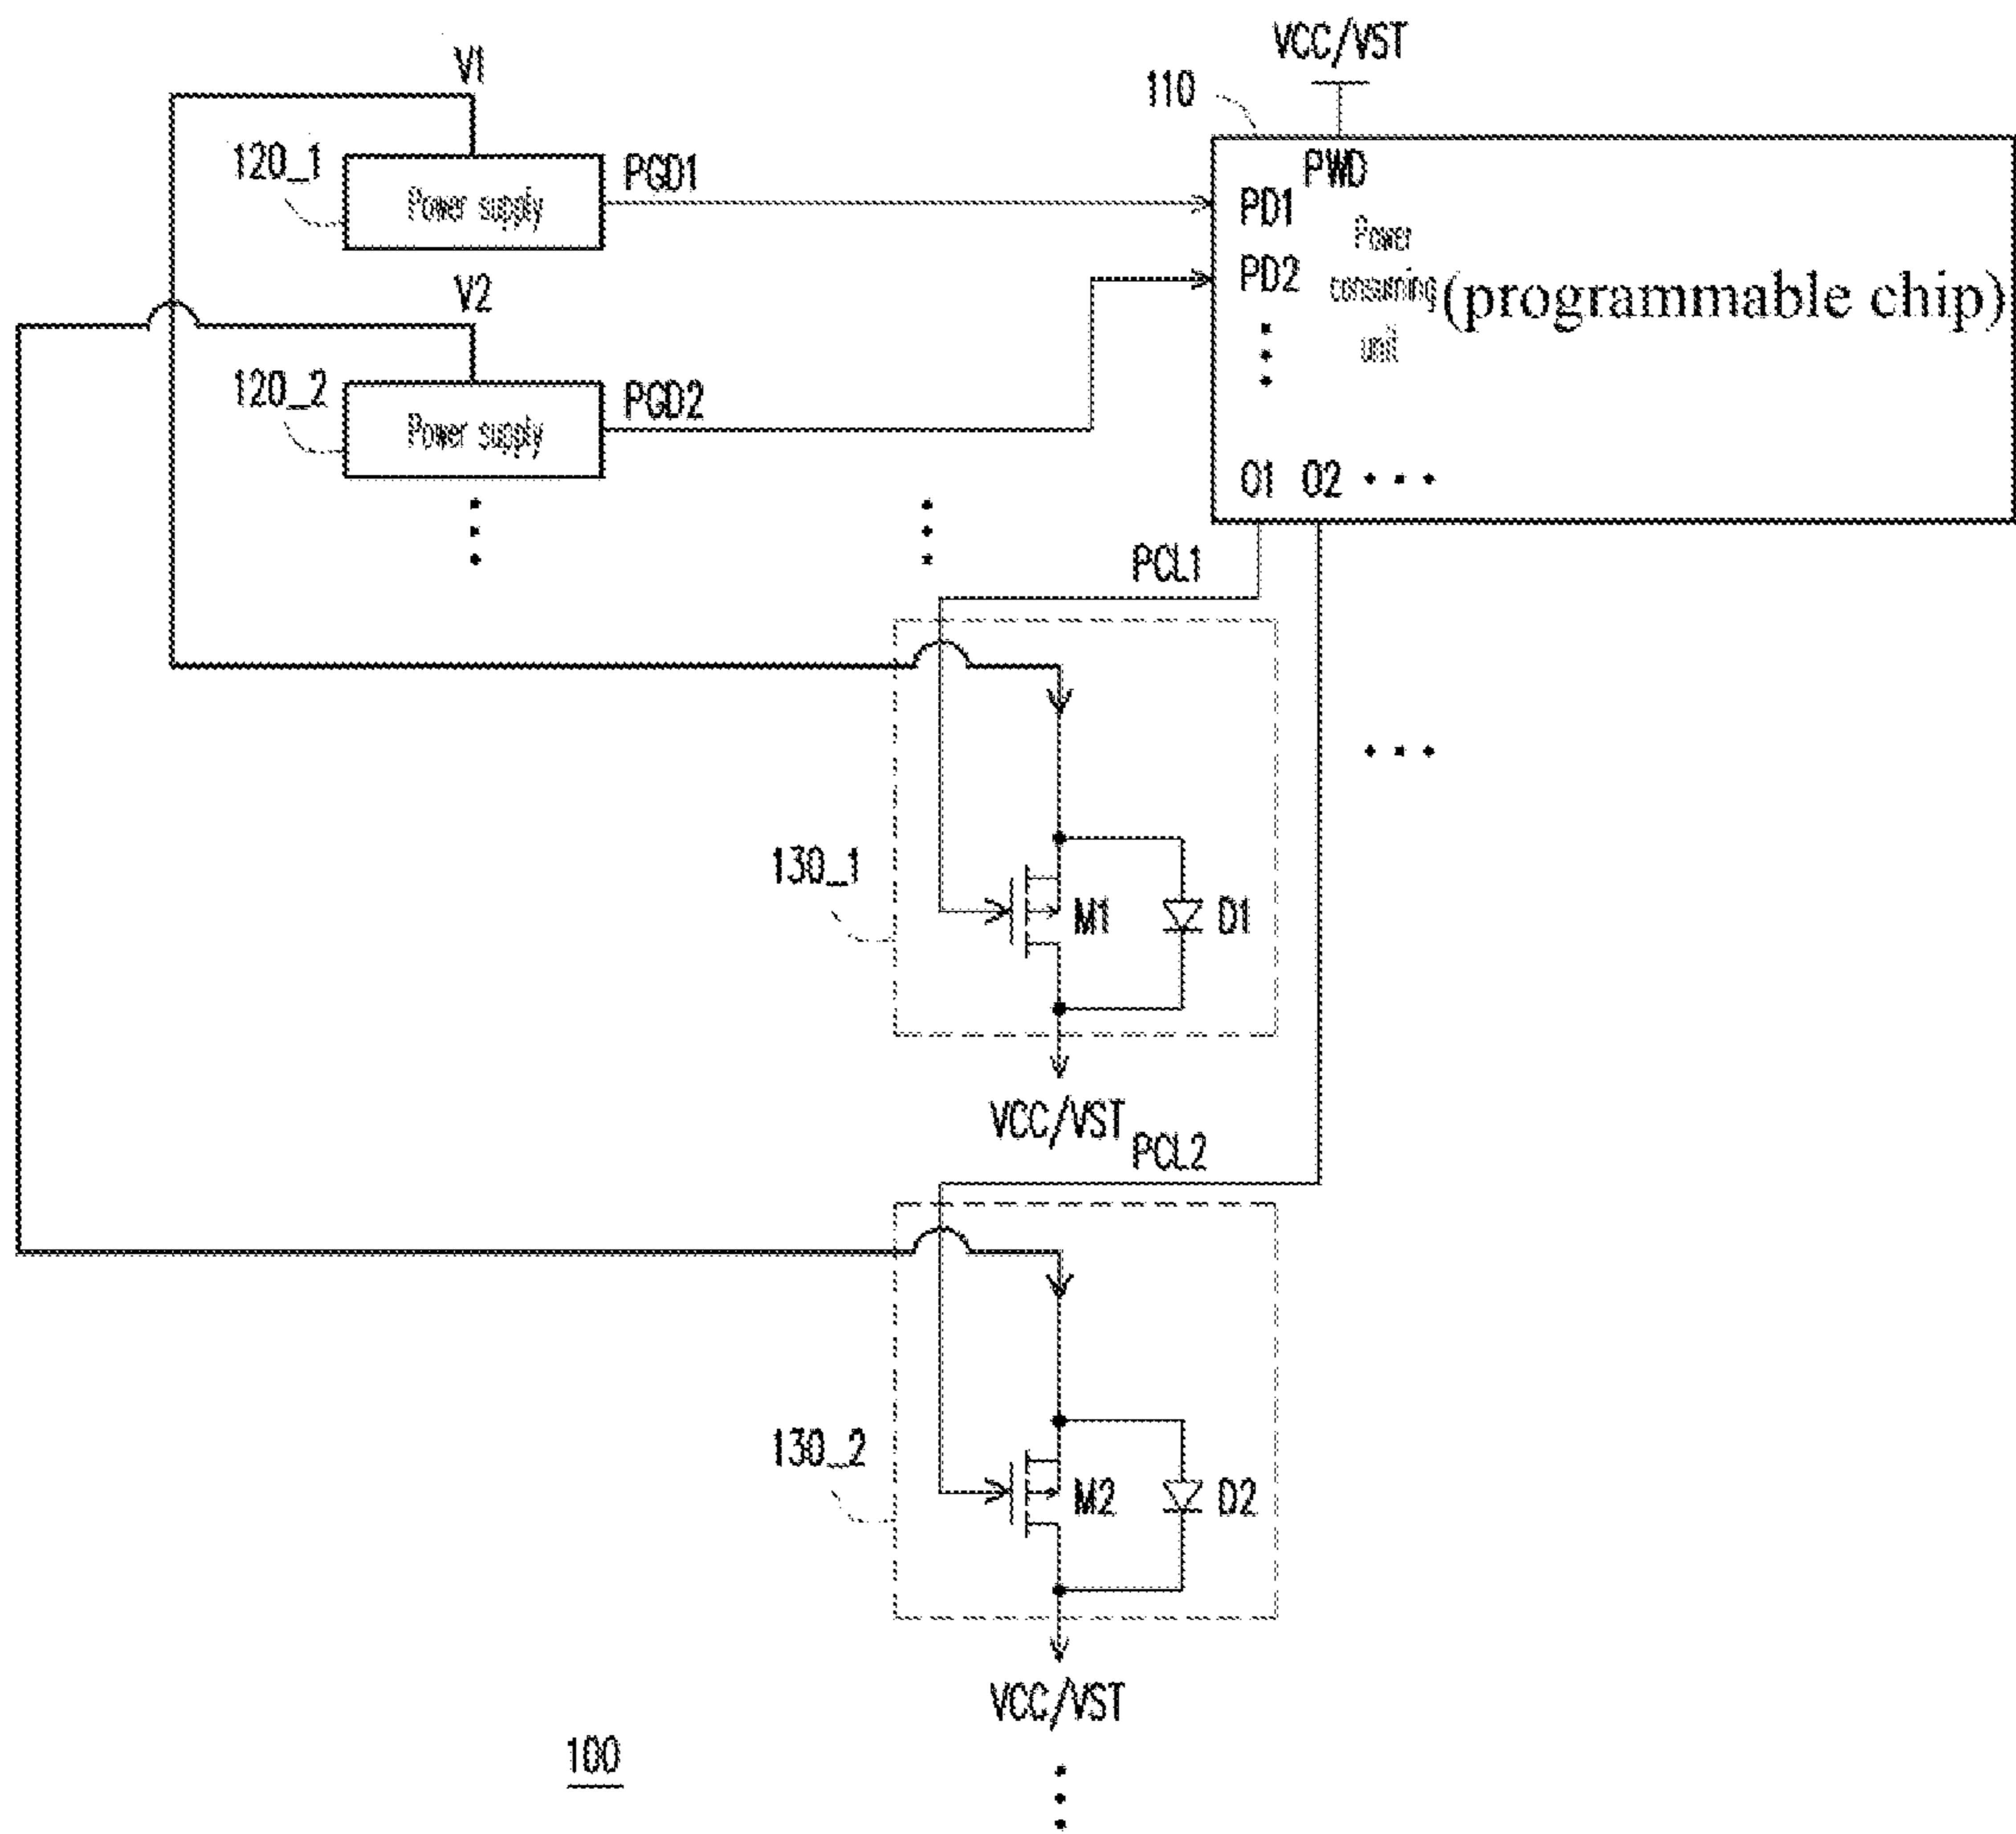 V1
VCC/VST
110
120_1
Power supply
PGD1
PWD
PD1
Power
consuming
unit
(programmable chip)
PD2
V2
120_2
Power supply
PGD2
O1 O2
PCL1
130_1
M1
D1
VCC/VST
PCL2
130_2
M2
D2
VCC/VST
100